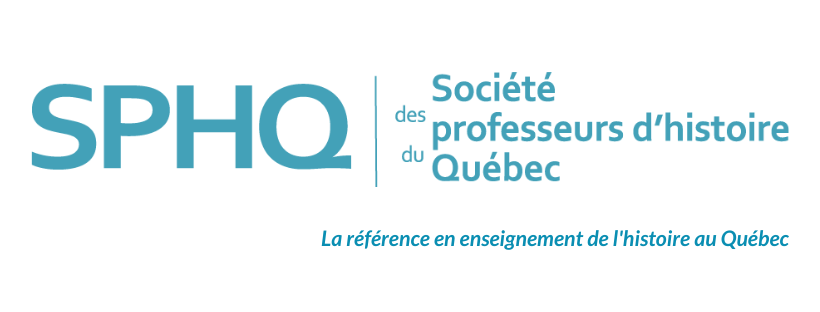 SPHQ
Société
des professeurs d'histoire
du Québec
La référence en enseignement de l'histoire au Québec